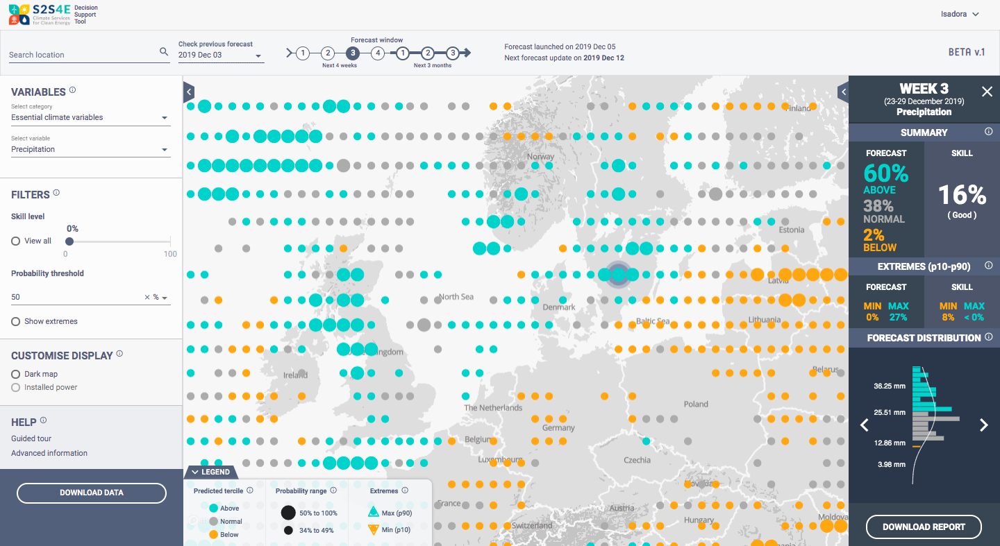 S2S4E
Climate Services
for Clean Energy
Decision
Support
Tool
Isadora
Search location
Check previous forecast
2019 Dec 03
Forecast window
1 2 3 4 1 2 3
Next 4 weeks
Next 3 months
Forecast launched on 2019 Dec 05
Next forecast update on 2019 Dec 12
BETA v.1
VARIABLES
Select category
Essential climate variables
Select variable
Precipitation
FILTERS
Skill level
0%
View all
0 100
Probability threshold
50 × %
Show extremes
CUSTOMISE DISPLAY
Dark map
Installed power
HELP
Guided tour
Advanced information
DOWNLOAD DATA
Finland
Norway
Estonia
Latvia
North Sea
Denmark
Baltic Sea
Lithuania
Ireland
Belarus
The Netherlands
Poland
Germany
Belgium
Luxembourg
Czechia
Slovakia
France
Austria
Hungary
Moldova
Switzerland
LEGEND
Predicted tercile
Above
Normal
Below
Probability range
50% to 100%
34% to 49%
Extremes
Max (p90)
Min (p10)
WEEK 3
(23-29 December 2019)
Precipitation
SUMMARY
FORECAST
60%
ABOVE
38%
NORMAL
2%
BELOW
SKILL
16%
( Good )
EXTREMES (p10-p90)
FORECAST
MIN MAX
0% 27%
SKILL
MIN MAX
8% < 0%
FORECAST DISTRIBUTION
36.25 mm
25.51 mm
12.86 mm
3.98 mm
DOWNLOAD REPORT